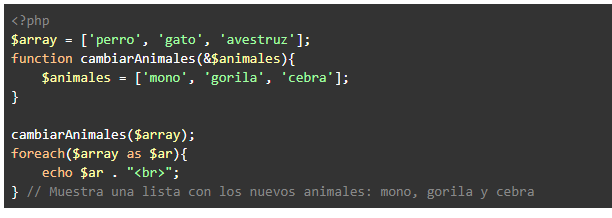 <?php
$array = ['perro', 'gato', 'avestruz'];
function cambiarAnimales(&$animales){
    $animales = ['mono', 'gorila', 'cebra'];
}

cambiarAnimales($array);
foreach($array as $ar){
    echo $ar . "<br>";
} // Muestra una lista con los nuevos animales: mono, gorila y cebra